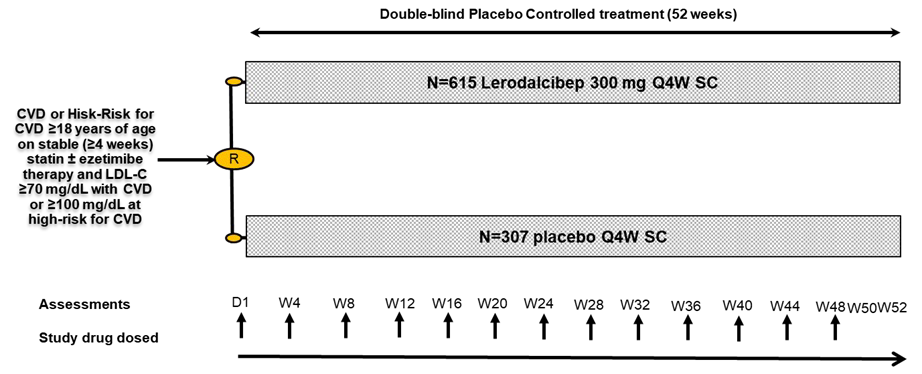 Double-blind Placebo Controlled treatment (52 weeks)
N=615 Lerodalcibep 300 mg Q4W SC
CVD or Hisk-Risk for
CVD ≥18 years of age
on stable (≥4 weeks)
statin ± ezetimibe
therapy and LDL-C
≥70 mg/dL with CVD
or ≥100 mg/dL at
high-risk for CVD
R
N=307 placebo Q4W SC
Assessments D1 W4 W8 W12 W16 W20 W24 W28 W32 W36 W40 W44 W48 W50 W52
Study drug dosed